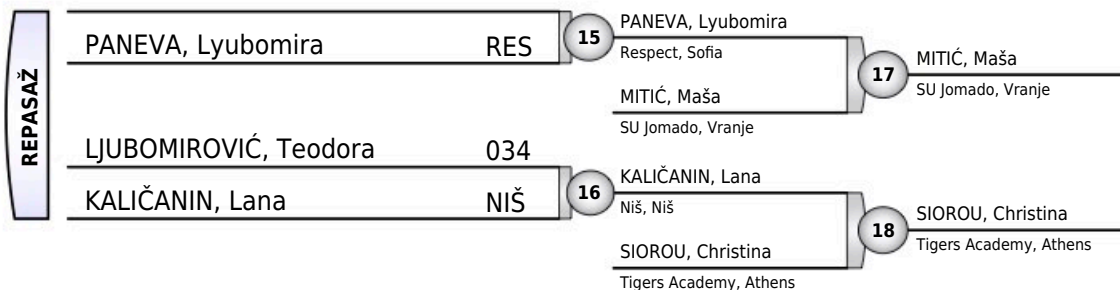 REPASAŽ
PANEVA, Lyubomira RES
LJUBOMIROVIĆ, Teodora 034
KALIČANIN, Lana NIŠ
15
PANEVA, Lyubomira
Respect, Sofia
MITIĆ, Maša
SU Jomado, Vranje
16
KALIČANIN, Lana
Niš, Niš
SIOROU, Christina
Tigers Academy, Athens
17
MITIĆ, Maša
SU Jomado, Vranje
18
SIOROU, Christina
Tigers Academy, Athens